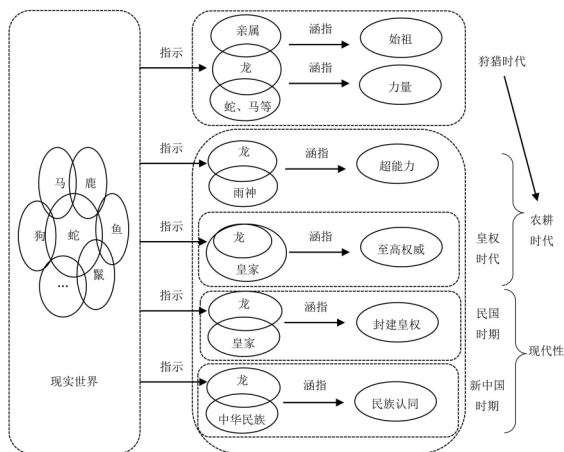 马
鹿
狗
蛇
鱼
鬣
…
现实世界
指示
亲属
龙
蛇、马等
涵指
始祖
涵指
力量
狩猎时代
指示
龙
雨神
涵指
超能力
指示
龙
皇家
涵指
至高权威
皇权
时代
农耕
时代
指示
龙
皇家
涵指
封建皇权
民国
时期
指示
龙
中华民族
涵指
民族认同
新中国
时期
现代性